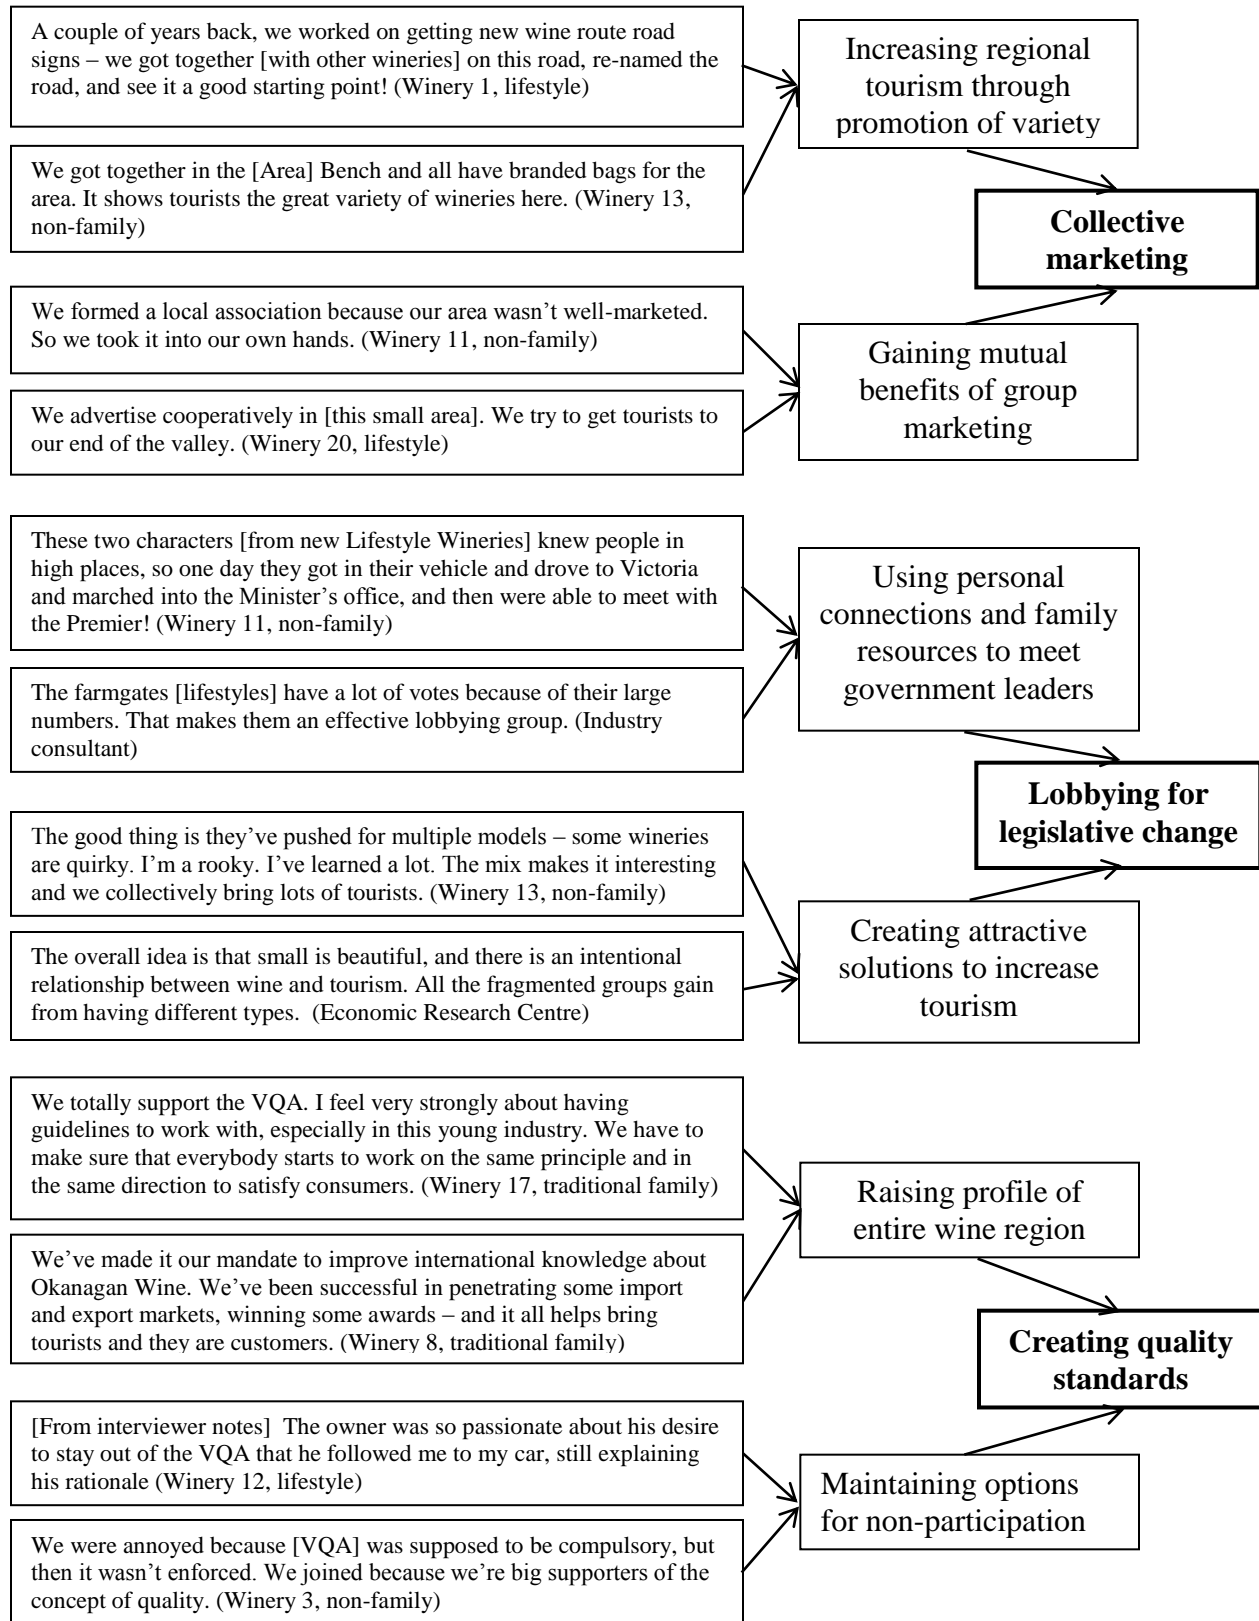 A couple of years back, we worked on getting new wine route road
signs – we got together [with other wineries] on this road, re-named the
road, and see it a good starting point! (Winery 1, lifestyle)
We got together in the [Area] Bench and all have branded bags for the
area. It shows tourists the great variety of wineries here. (Winery 13,
non-family)
Increasing regional
tourism through
promotion of variety
Collective
marketing
We formed a local association because our area wasn’t well-marketed.
So we took it into our own hands. (Winery 11, non-family)
We advertise cooperatively in [this small area]. We try to get tourists to
our end of the valley. (Winery 20, lifestyle)
Gaining mutual
benefits of group
marketing
These two characters [from new Lifestyle Wineries] knew people in
high places, so one day they got in their vehicle and drove to Victoria
and marched into the Minister’s office, and then were able to meet with
the Premier! (Winery 11, non-family)
The farmgates [lifestyles] have a lot of votes because of their large
numbers. That makes them an effective lobbying group. (Industry
consultant)
Using personal
connections and family
resources to meet
government leaders
Lobbying for
legislative change
The good thing is they’ve pushed for multiple models – some wineries
are quirky. I’m a rooky. I’ve learned a lot. The mix makes it interesting
and we collectively bring lots of tourists. (Winery 13, non-family)
The overall idea is that small is beautiful, and there is an intentional
relationship between wine and tourism. All the fragmented groups gain
from having different types. (Economic Research Centre)
Creating attractive
solutions to increase
tourism
We totally support the VQA. I feel very strongly about having
guidelines to work with, especially in this young industry. We have to
make sure that everybody starts to work on the same principle and in
the same direction to satisfy consumers. (Winery 17, traditional family)
We’ve made it our mandate to improve international knowledge about
Okanagan Wine. We’ve been successful in penetrating some import
and export markets, winning some awards – and it all helps bring
tourists and they are customers. (Winery 8, traditional family)
Raising profile of
entire wine region
Creating quality
standards
[From interviewer notes] The owner was so passionate about his desire
to stay out of the VQA that he followed me to my car, still explaining
his rationale (Winery 12, lifestyle)
We were annoyed because [VQA] was supposed to be compulsory, but
then it wasn’t enforced. We joined because we’re big supporters of the
concept of quality. (Winery 3, non-family)
Maintaining options
for non-participation